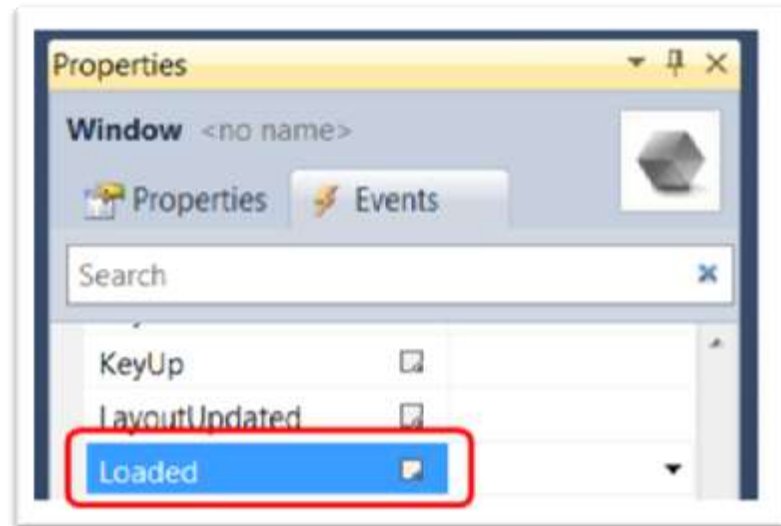 Properties
Window <no name>
Properties Events
Search
KeyUp
LayoutUpdated
Loaded